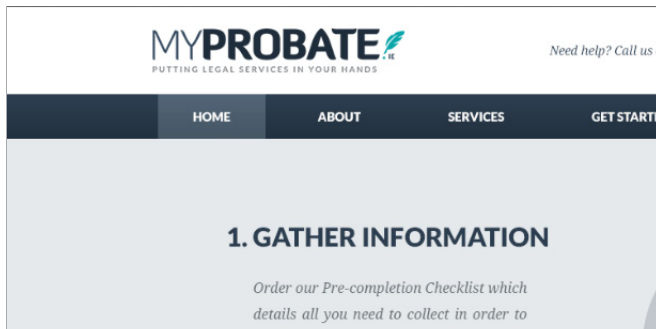 MYPROBATE.IE
PUTTING LEGAL SERVICES IN YOUR HANDS
Need help? Call us
HOME ABOUT SERVICES GET START
1. GATHER INFORMATION
Order our Pre-completion Checklist which
details all you need to collect in order to